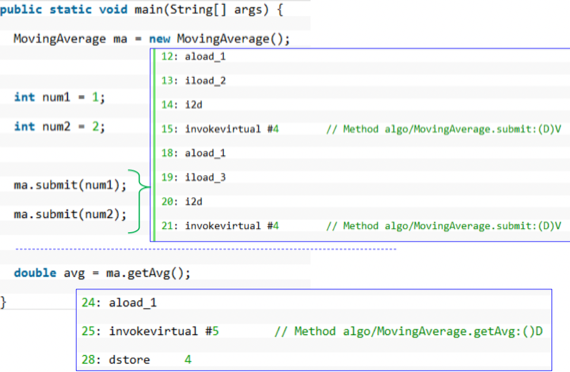 public static void main(String[] args) {
MovingAverage ma = new MovingAverage();
12: aload_1
13: iload_2
int num1 = 1;
14: i2d
int num2 = 2;
15: invokevirtual #4 // Method algo/MovingAverage.submit:(D)V
18: aload_1
ma.submit(num1);
19: iload_3
20: i2d
ma.submit(num2);
21: invokevirtual #4 // Method algo/MovingAverage.submit:(D)V
double avg = ma.getAvg();
}
24: aload_1
25: invokevirtual #5 // Method algo/MovingAverage.getAvg:()D
28: dstore 4